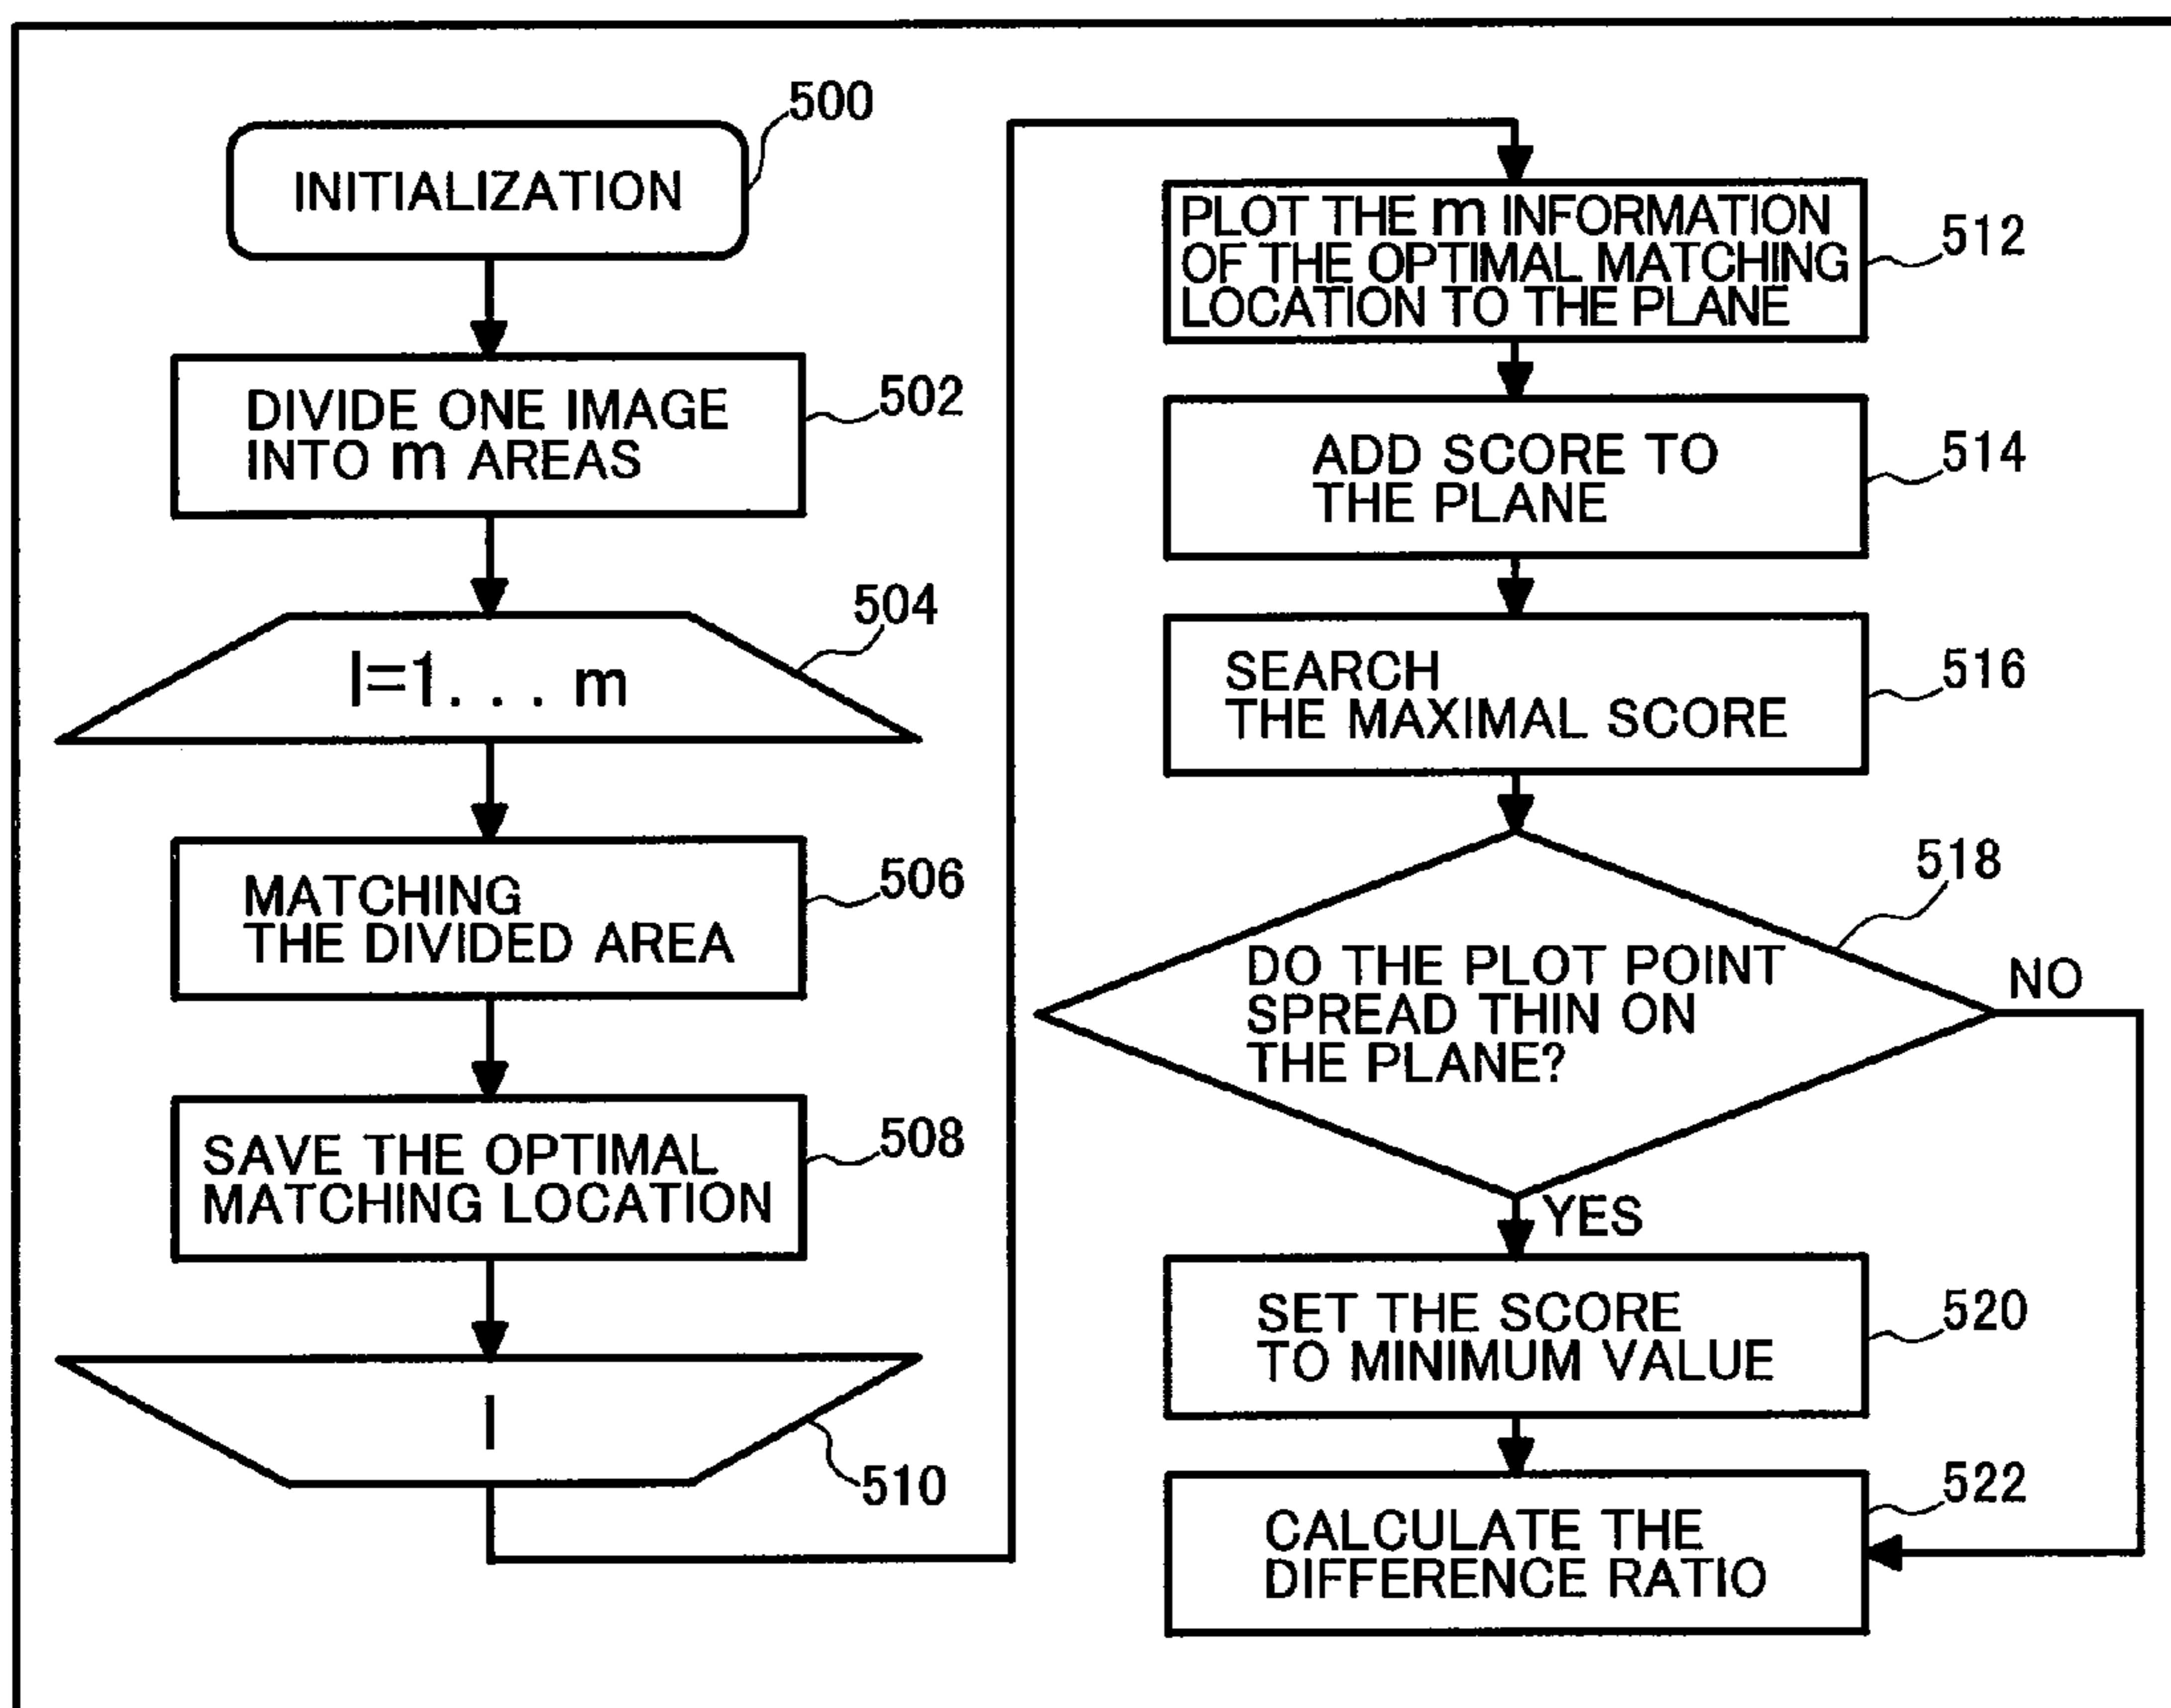 INITIALIZATION
500
DIVIDE ONE IMAGE
INTO m AREAS
502
I=1. . . m
504
MATCHING
THE DIVIDED AREA
506
SAVE THE OPTIMAL
MATCHING LOCATION
508
I
510
PLOT THE m INFORMATION
OF THE OPTIMAL MATCHING
LOCATION TO THE PLANE
512
ADD SCORE TO
THE PLANE
514
SEARCH
THE MAXIMAL SCORE
516
DO THE PLOT POINT
SPREAD THIN ON
THE PLANE?
518
NO
YES
SET THE SCORE
TO MINIMUM VALUE
520
CALCULATE THE
DIFFERENCE RATIO
522